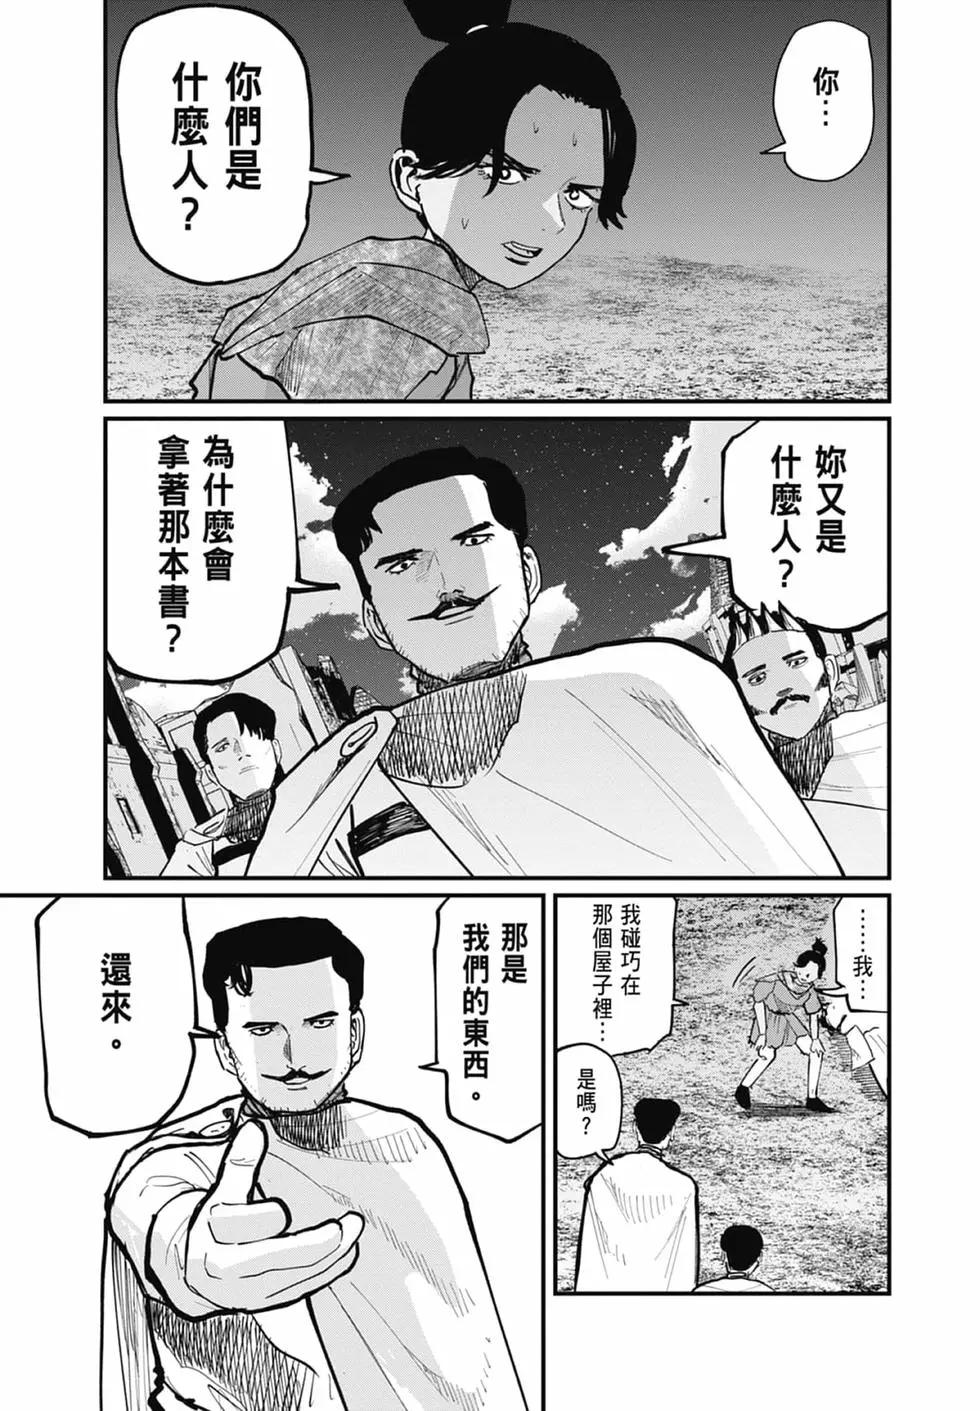 你…
你們是
什麼人？
妳又是
什麼人？
為什麼會
拿著那本書？
……我…
我碰巧在
那個屋子裡…
是嗎？
那是
我們的東西。
還來。